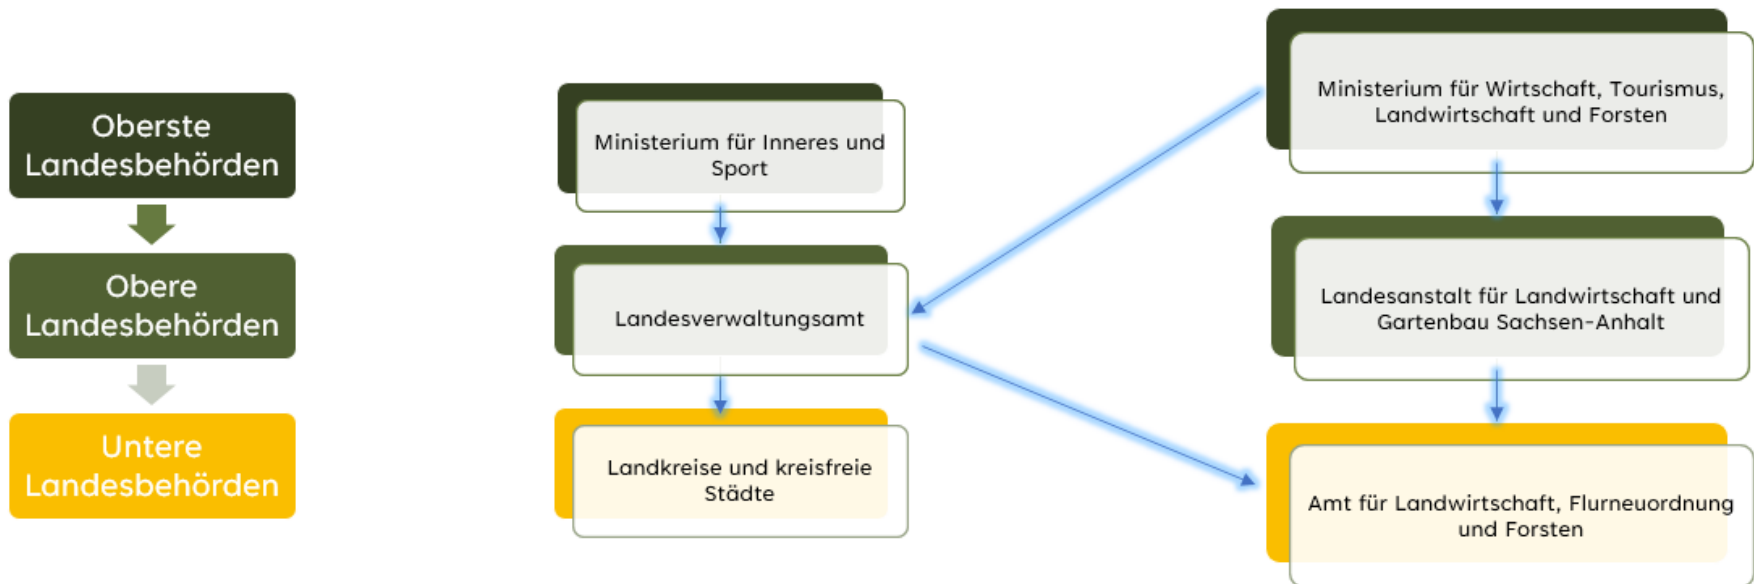 Oberste
Landesbehörden
Obere
Landesbehörden
Untere
Landesbehörden
Ministerium für Inneres und
Sport
Landesverwaltungsamt
Landkreise und kreisfreie
Städte
Ministerium für Wirtschaft, Tourismus,
Landwirtschaft und Forsten
Landesanstalt für Landwirtschaft und
Gartenbau Sachsen-Anhalt
Amt für Landwirtschaft, Flurneuordnung
und Forsten